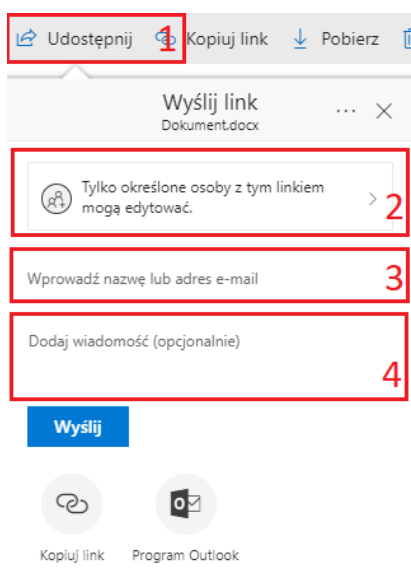 Udostępnij 1 Kopiuj link Pobierz
Wyślij link
Dokument.docx
Tylko określone osoby z tym linkiem
mogą edytować.
2
Wprowadź nazwę lub adres e-mail 3
Dodaj wiadomość (opcjonalnie)
4
Wyślij
Kopiuj link Program Outlook